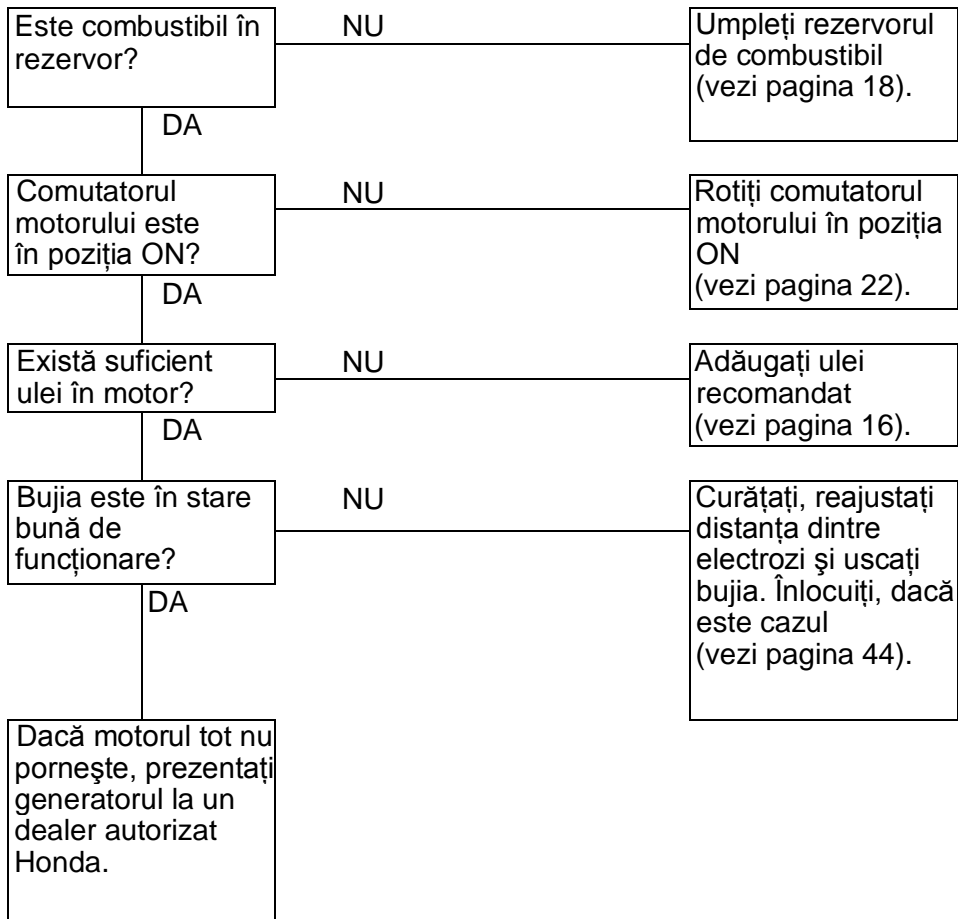 Este combustibil în
rezervor?
NU
Umpleți rezervorul
de combustibil
(vezi pagina 18).
DA
Comutatorul
motorului este
în poziția ON?
NU
Rotiți comutatorul
motorului în poziția
ON
(vezi pagina 22).
DA
Există suficient
ulei în motor?
NU
Adăugați ulei
recomandat
(vezi pagina 16).
DA
Bujia este în stare
bună de
funcționare?
NU
Curățați, reajustați
distanța dintre
electrozi şi uscați
bujia. Înlocuiți, dacă
este cazul
(vezi pagina 44).
DA
Dacă motorul tot nu
porneşte, prezentați
generatorul la un
dealer autorizat
Honda.